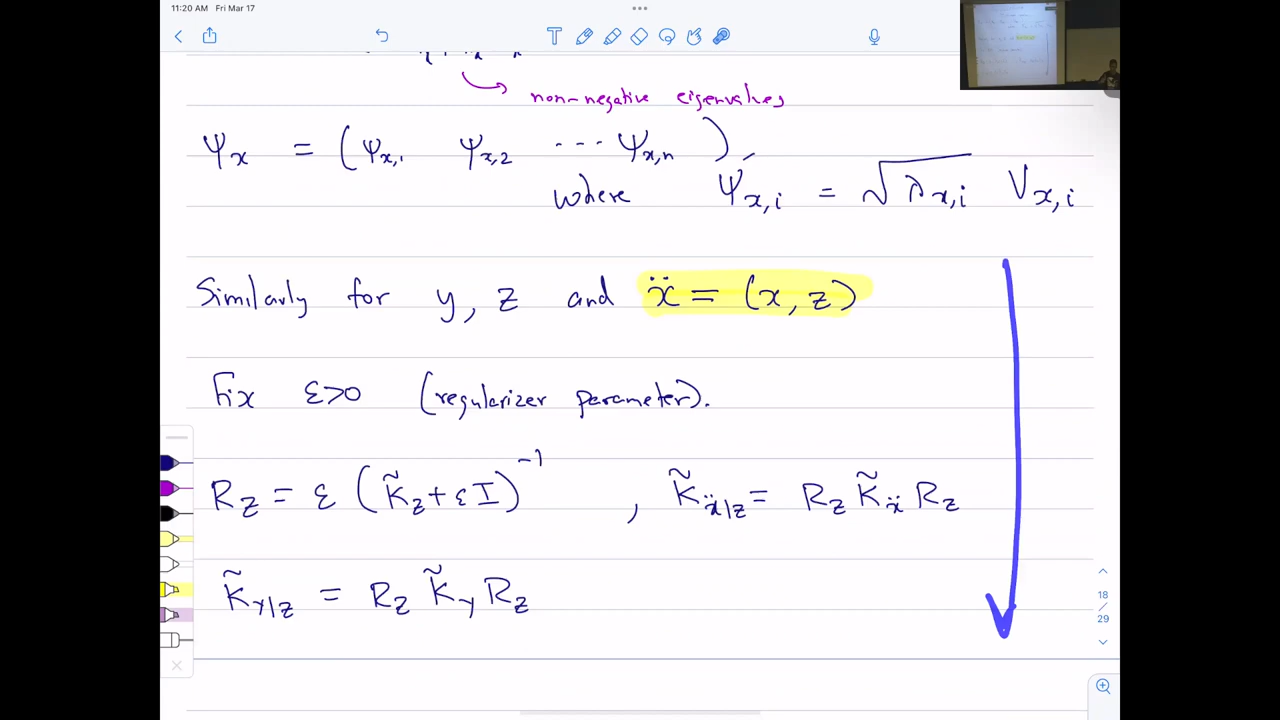 11:20 AM Fri Mar 17
non-negative eigenvalues
Ψx = (Ψx,1 Ψx,2 ... Ψx,n),
where Ψx,i = √λx,i Vx,i
Similarly for y, z and ẍ = (x, z)
Fix ε>0 (regularizer parameter).
Rz = ε (K̃z + εI)⁻¹ , K̃ẍ|z = Rz K̃ẍ Rz
K̃Y|z = Rz K̃y Rz
18
/
29